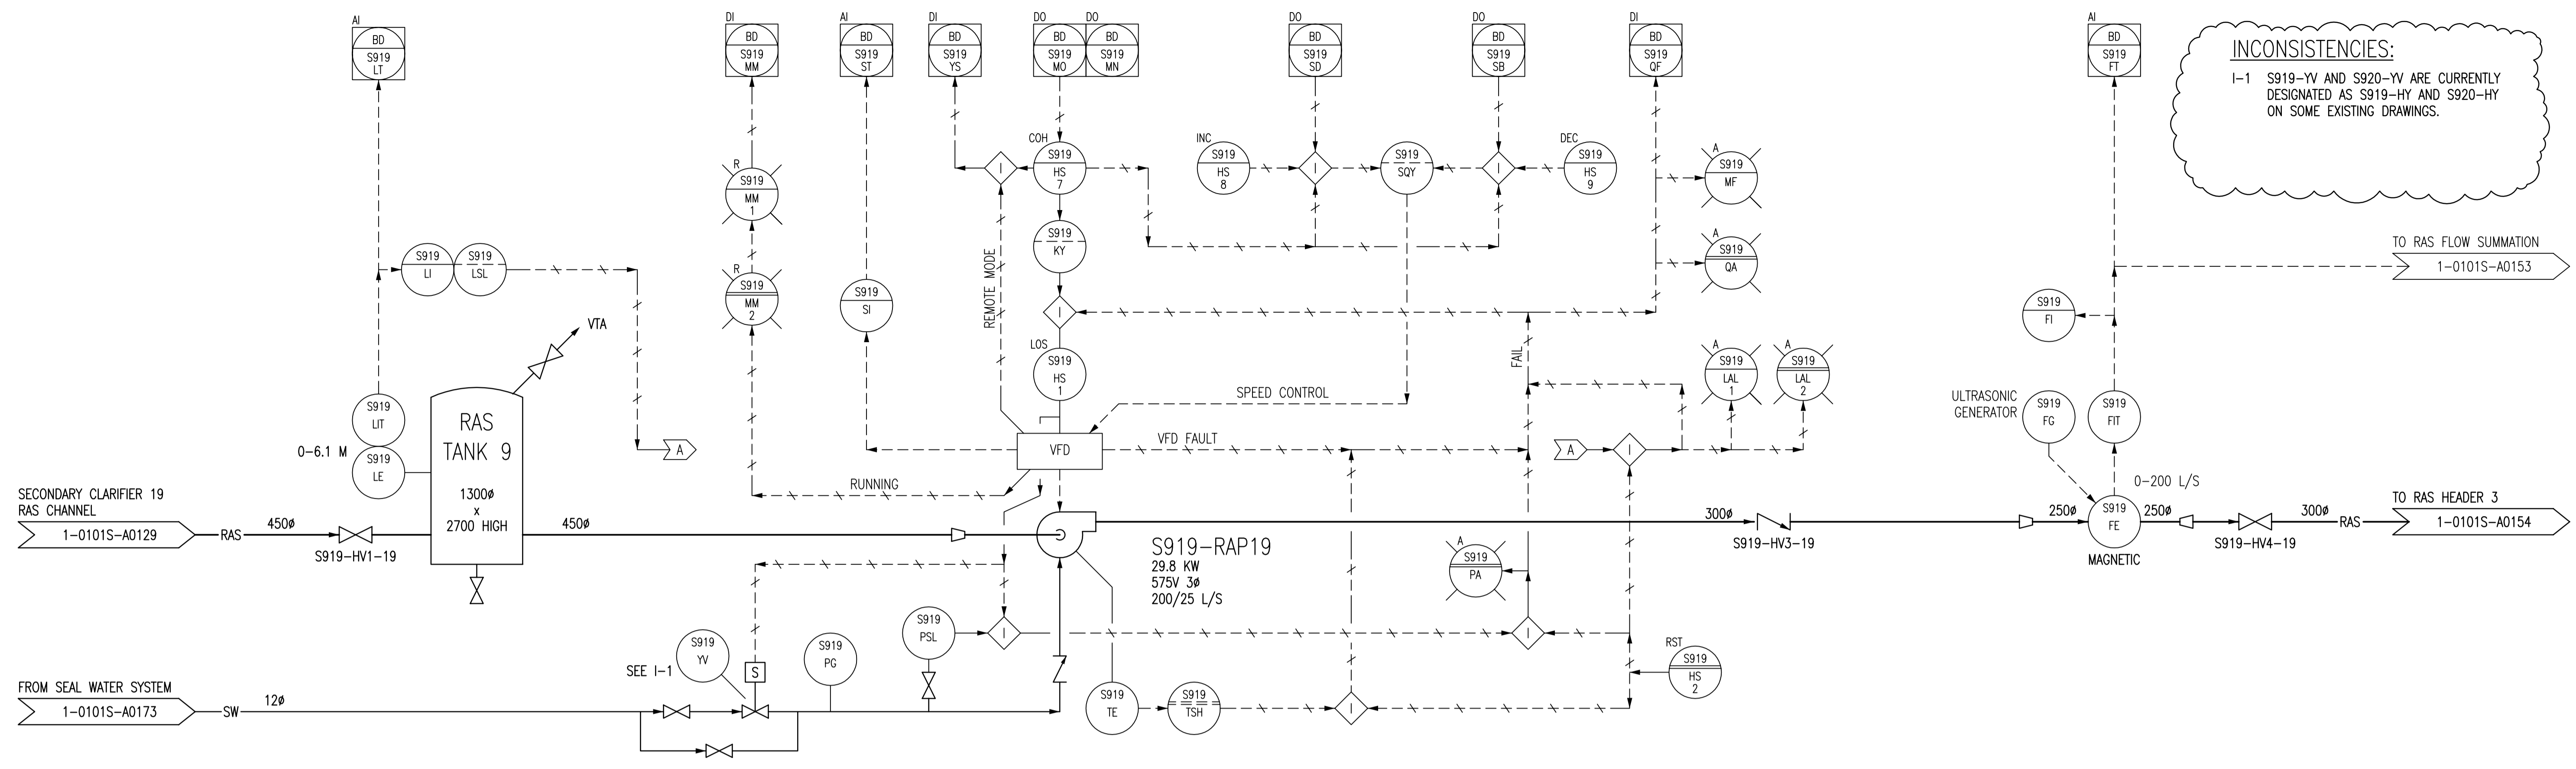 AI
BD
S919
LT
DI
BD
S919
MM
AI
BD
S919
ST
DI
BD
S919
YS
DO
BD
S919
MO
DO
BD
S919
MN
DO
BD
S919
SD
DO
BD
S919
SB
DI
BD
S919
QF
AI
BD
S919
FT
INCONSISTENCIES:
I-1 S919-YV AND S920-YV ARE CURRENTLY
DESIGNATED AS S919-HY AND S920-HY
ON SOME EXISTING DRAWINGS.
R
S919
MM
1
COH
S919
HS
7
INC
S919
HS
8
S919
SQY
DEC
S919
HS
9
A
S919
MF
I
I
I
S919
LI
S919
LSL
R
S919
MM
2
S919
SI
REMOTE MODE
S919
KY
A
S919
QA
TO RAS FLOW SUMMATION
1-0101S-A0153
I
S919
FI
VTA
LOS
S919
HS
1
FAIL
A
S919
LAL
1
A
S919
LAL
2
SPEED CONTROL
S919
LIT
0-6.1 M
S919
LE
RAS
TANK 9
1300ø
x
2700 HIGH
A
VFD
VFD FAULT
A
I
ULTRASONIC
GENERATOR
S919
FG
S919
FIT
RUNNING
0-200 L/S
SECONDARY CLARIFIER 19
RAS CHANNEL
1-0101S-A0129
RAS
450ø
S919-HV1-19
450ø
S919-RAP19
29.8 KW
575V 3ø
200/25 L/S
A
S919
PA
300ø
S919-HV3-19
250ø
S919
FE
MAGNETIC
250ø
S919-HV4-19
300ø
RAS
TO RAS HEADER 3
1-0101S-A0154
SEE I-1
S919
YV
S
S919
PG
S919
PSL
I
I
RST
S919
HS
2
FROM SEAL WATER SYSTEM
1-0101S-A0173
SW
12ø
S919
TE
S919
TSH
I